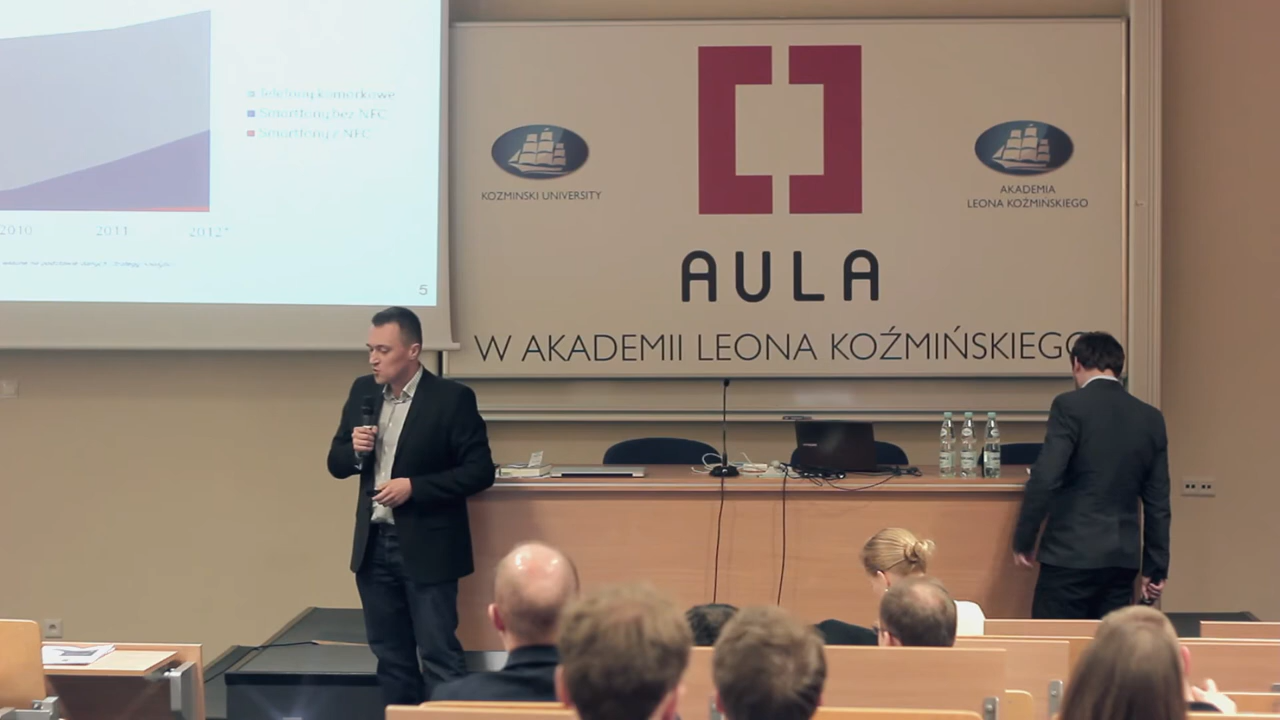 Telefony komórkowe
Smartfony bez NFC
Smartfony z NFC
2010 2011 2012*
5
KOZMINSKI UNIVERSITY
AKADEMIA
LEONA KOŹMIŃSKIEGO
AULA
W AKADEMII LEONA KOŹMIŃSKIEGO